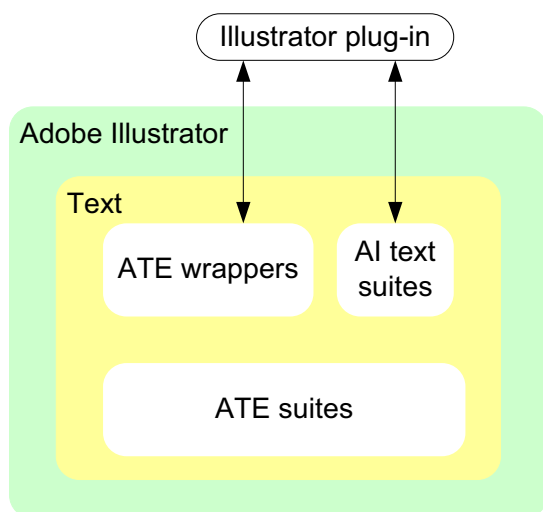 Illustrator plug-in
Adobe Illustrator
Text
ATE wrappers
AI text
suites
ATE suites